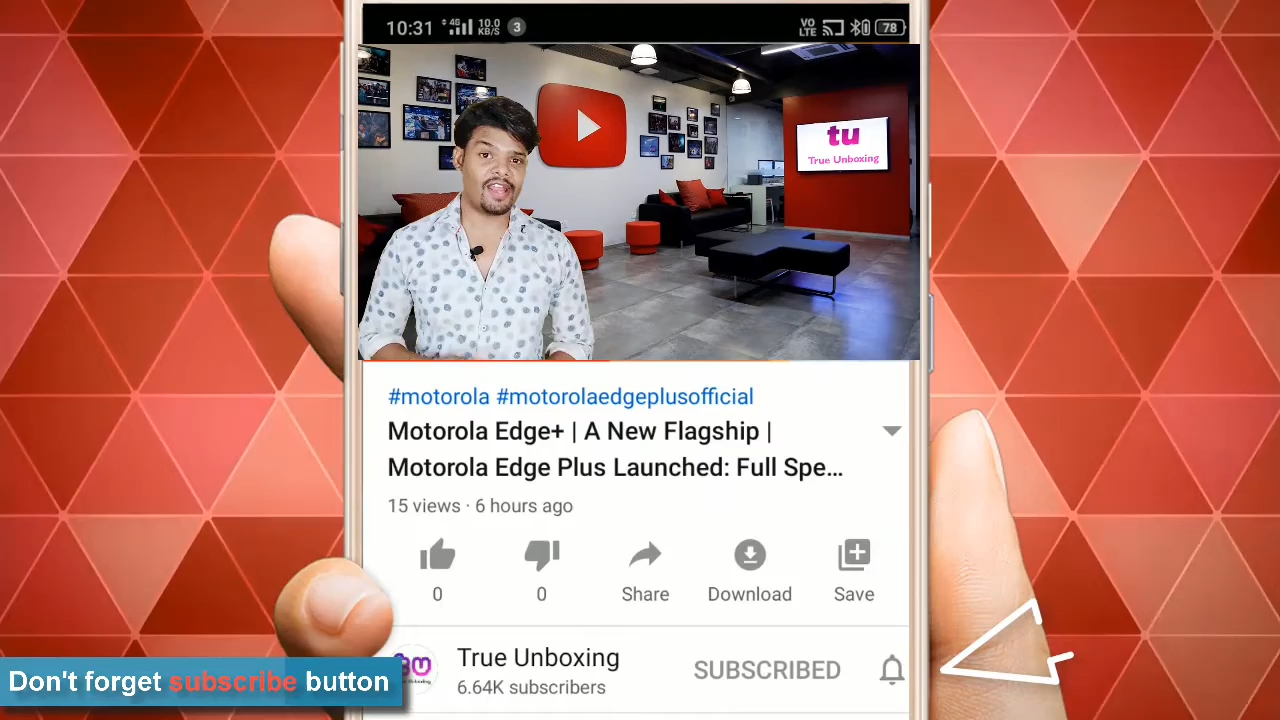 10:31 4G 10.0 KB/S 3 VO LTE 78
tu
True Unboxing
#motorola #motorolaedgeplusofficial
Motorola Edge+ | A New Flagship |
Motorola Edge Plus Launched: Full Spe...
15 views · 6 hours ago
0 0 Share Download Save
True Unboxing
SUBSCRIBED
6.64K subscribers
Don't forget subscribe button